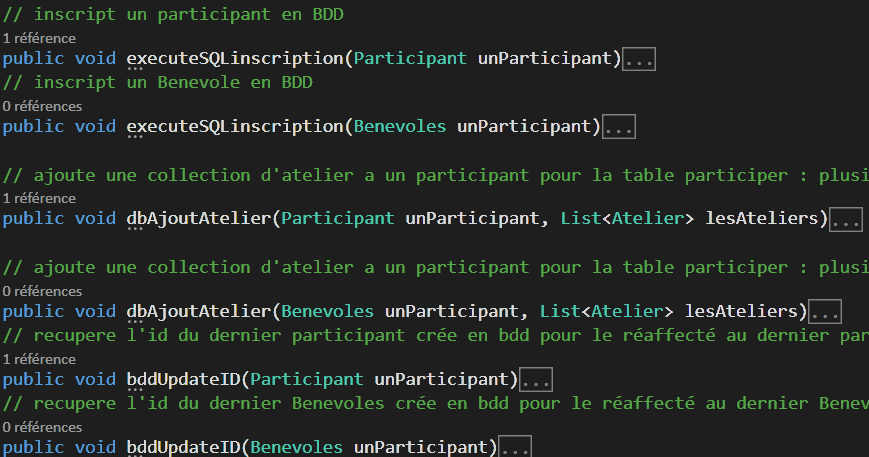 // inscript un participant en BDD
1 référence
public void executeSQLinscription(Participant unParticipant)...
// inscript un Benevole en BDD
0 références
public void executeSQLinscription(Benevoles unParticipant)...
// ajoute une collection d'atelier a un participant pour la table participer : plusi
1 référence
public void dbAjoutAtelier(Participant unParticipant, List<Atelier> lesAteliers)...
// ajoute une collection d'atelier a un participant pour la table participer : plusi
0 références
public void dbAjoutAtelier(Benevoles unParticipant, List<Atelier> lesAteliers)...
// recupere l'id du dernier participant crée en bdd pour le réaffecté au dernier par
1 référence
public void bddUpdateID(Participant unParticipant)...
// recupere l'id du dernier Benevoles crée en bdd pour le réaffecté au dernier Benev
0 références
public void bddUpdateID(Benevoles unParticipant)...